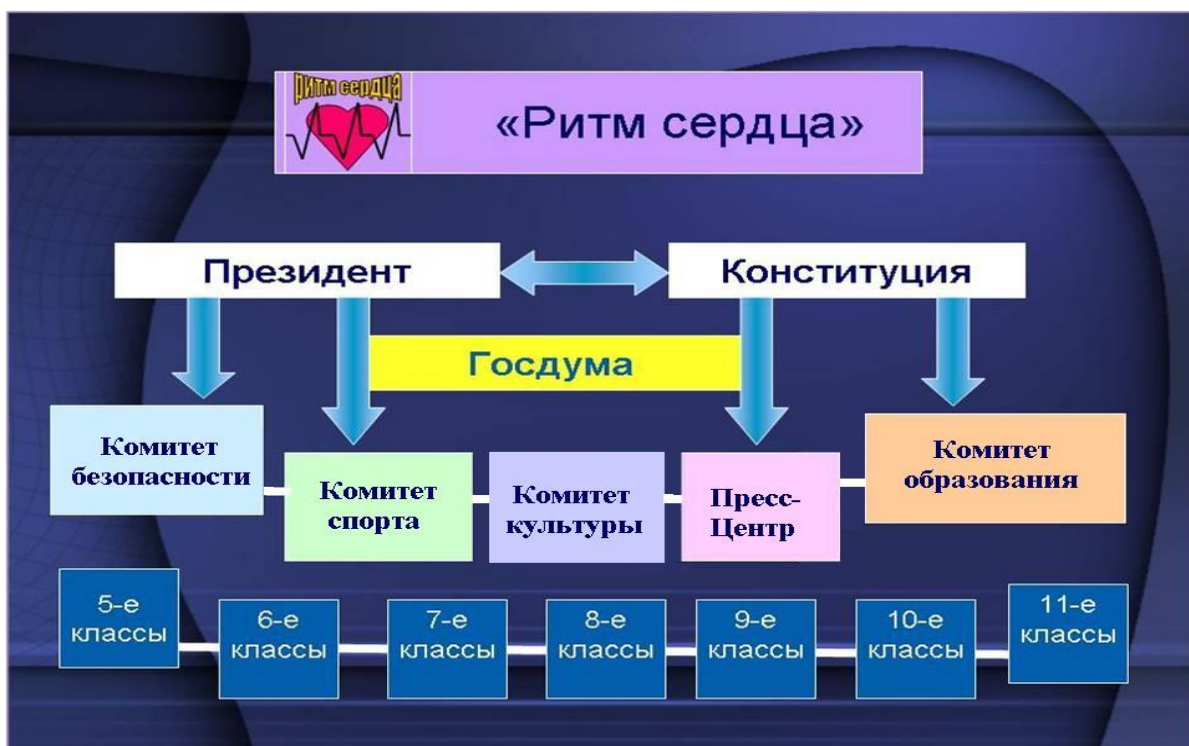 ритм сердца
«Ритм сердца»
Президент
Конституция
Госдума
Комитет
безопасности
Комитет
спорта
Комитет
культуры
Пресс-
Центр
Комитет
образования
5-е
классы
6-е
классы
7-е
классы
8-е
классы
9-е
классы
10-е
классы
11-е
классы